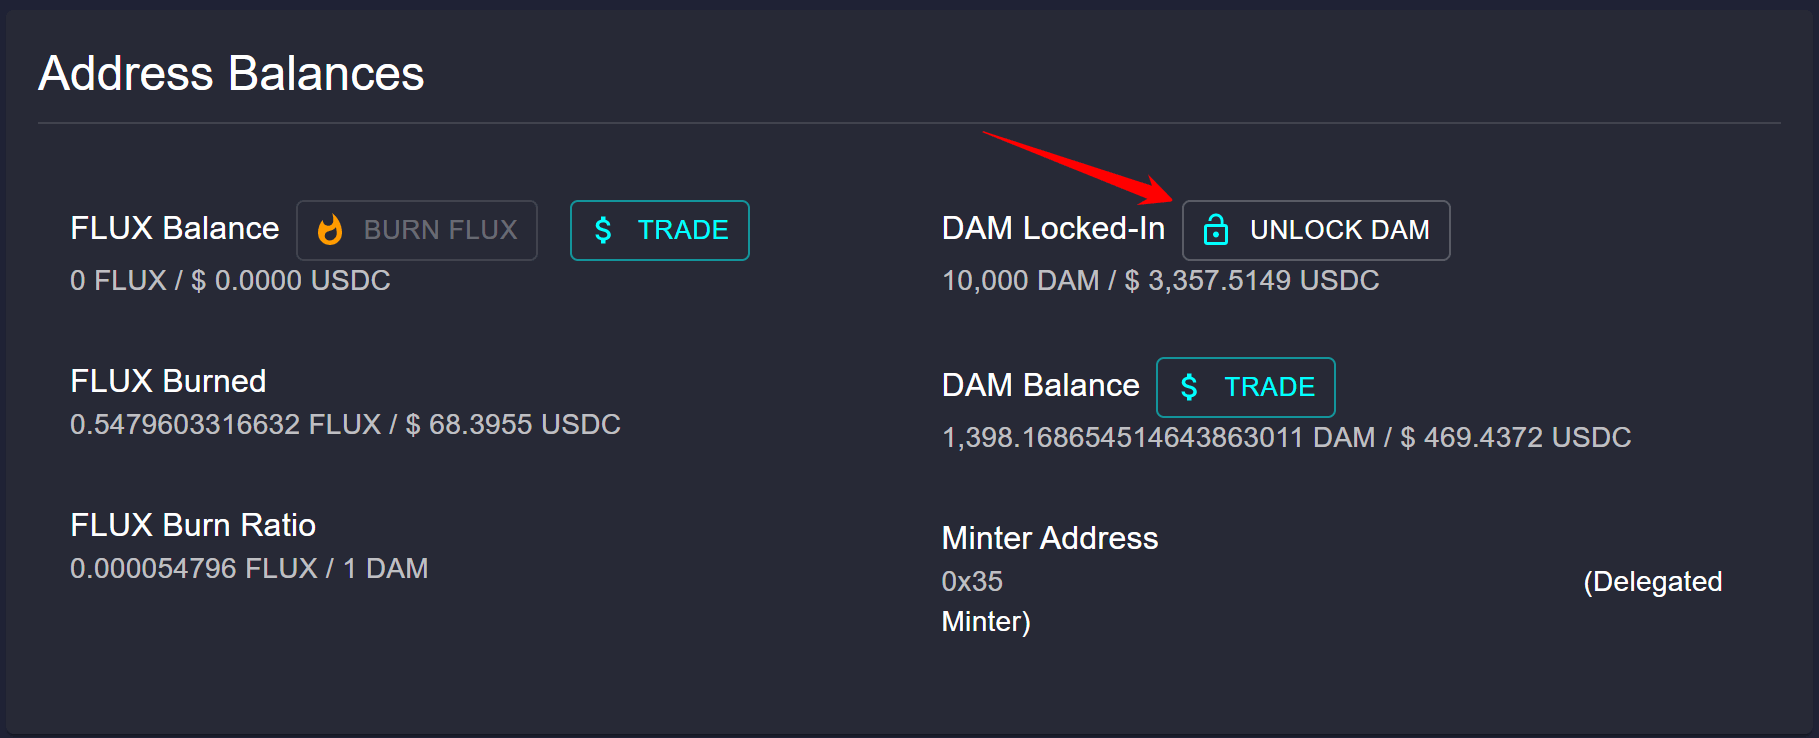 Address Balances
FLUX Balance
BURN FLUX
$ TRADE
0 FLUX / $ 0.0000 USDC
FLUX Burned
0.5479603316632 FLUX / $ 68.3955 USDC
FLUX Burn Ratio
0.000054796 FLUX / 1 DAM
DAM Locked-In
UNLOCK DAM
10,000 DAM / $ 3,357.5149 USDC
DAM Balance
$ TRADE
1,398.168654514643863011 DAM / $ 469.4372 USDC
Minter Address
0x35 (Delegated
Minter)